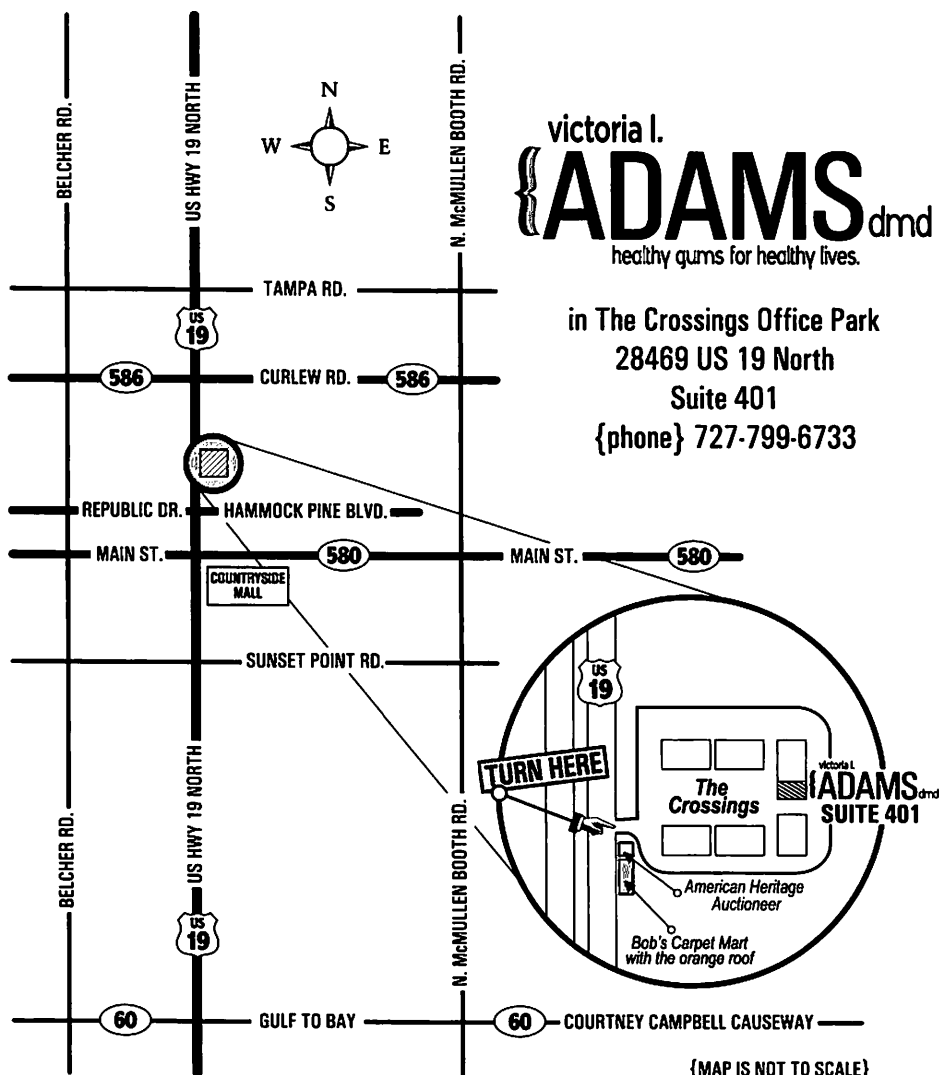 BELCHER RD.
US HWY 19 NORTH
N
W E
S
N. McMULLEN BOOTH RD.
victoria l.
{ADAMS dmd
healthy gums for healthy lives.
in The Crossings Office Park
28469 US 19 North
Suite 401
{phone} 727-799-6733
TAMPA RD.
US
19
586 CURLEW RD. 586
REPUBLIC DR. HAMMOCK PINE BLVD.
MAIN ST. 580 MAIN ST. 580
COUNTRYSIDE
MALL
SUNSET POINT RD.
US
19
TURN HERE
The
Crossings
victoria l.
{ADAMS dmd
SUITE 401
American Heritage
Auctioneer
Bob's Carpet Mart
with the orange roof
BELCHER RD.
US HWY 19 NORTH
N. McMULLEN BOOTH RD.
US
19
60 GULF TO BAY 60 COURTNEY CAMPBELL CAUSEWAY
{MAP IS NOT TO SCALE}